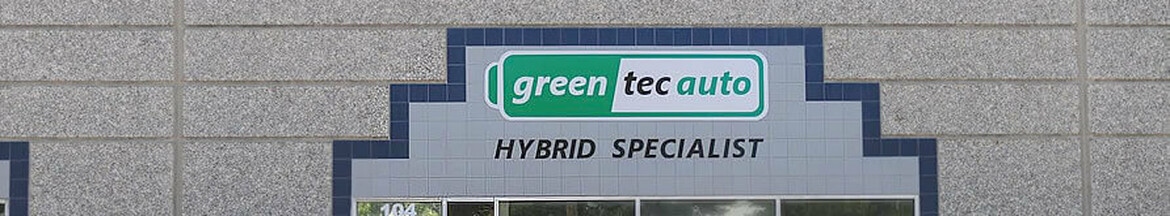 green tec auto
HYBRID SPECIALIST
104